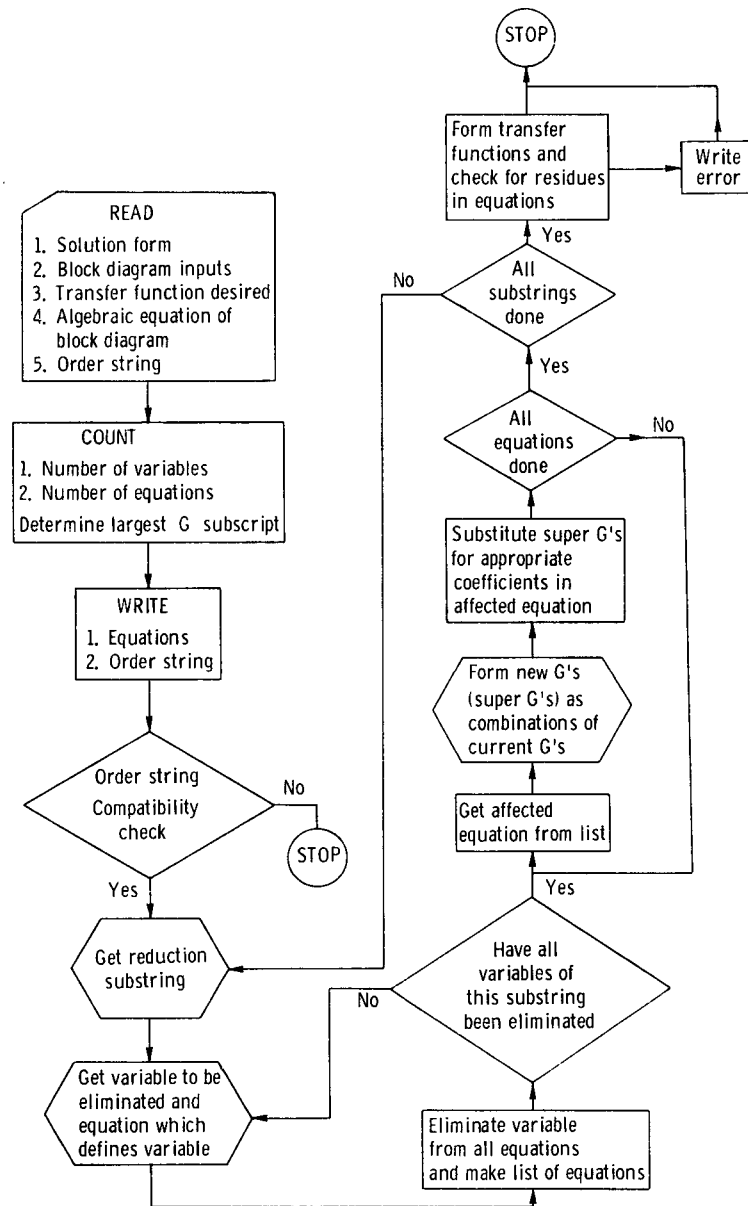 READ
1. Solution form
2. Block diagram inputs
3. Transfer function desired
4. Algebraic equation of
block diagram
5. Order string
COUNT
1. Number of variables
2. Number of equations
Determine largest G subscript
WRITE
1. Equations
2. Order string
Order string
Compatibility
check
No
STOP
Yes
Get reduction
substring
Get variable to be
eliminated and
equation which
defines variable
STOP
Form transfer
functions and
check for residues
in equations
Write
error
Yes
All
substrings
done
No
Yes
All
equations
done
No
Substitute super G's
for appropriate
coefficients in
affected equation
Form new G's
(super G's) as
combinations of
current G's
Get affected
equation from list
Yes
Have all
variables of
this substring
been eliminated
No
Eliminate variable
from all equations
and make list of equations